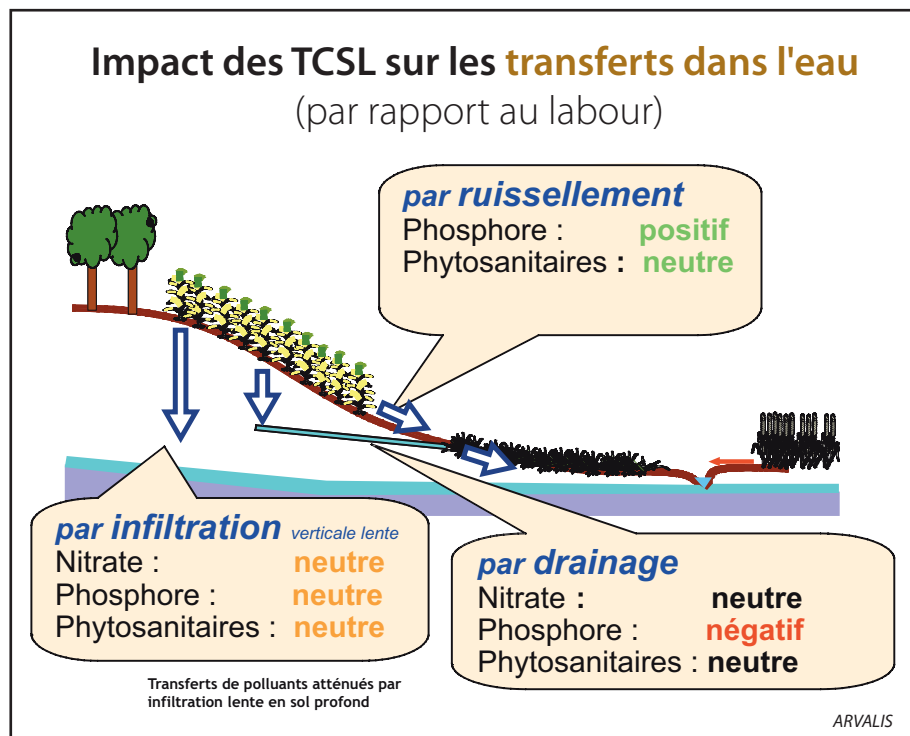 Impact des TCSL sur les transferts dans l'eau
(par rapport au labour)
par ruissellement
Phosphore : positif
Phytosanitaires : neutre
par infiltration verticale lente
Nitrate : neutre
Phosphore : neutre
Phytosanitaires : neutre
par drainage
Nitrate : neutre
Phosphore : négatif
Phytosanitaires : neutre
Transferts de polluants atténués par
infiltration lente en sol profond
ARVALIS